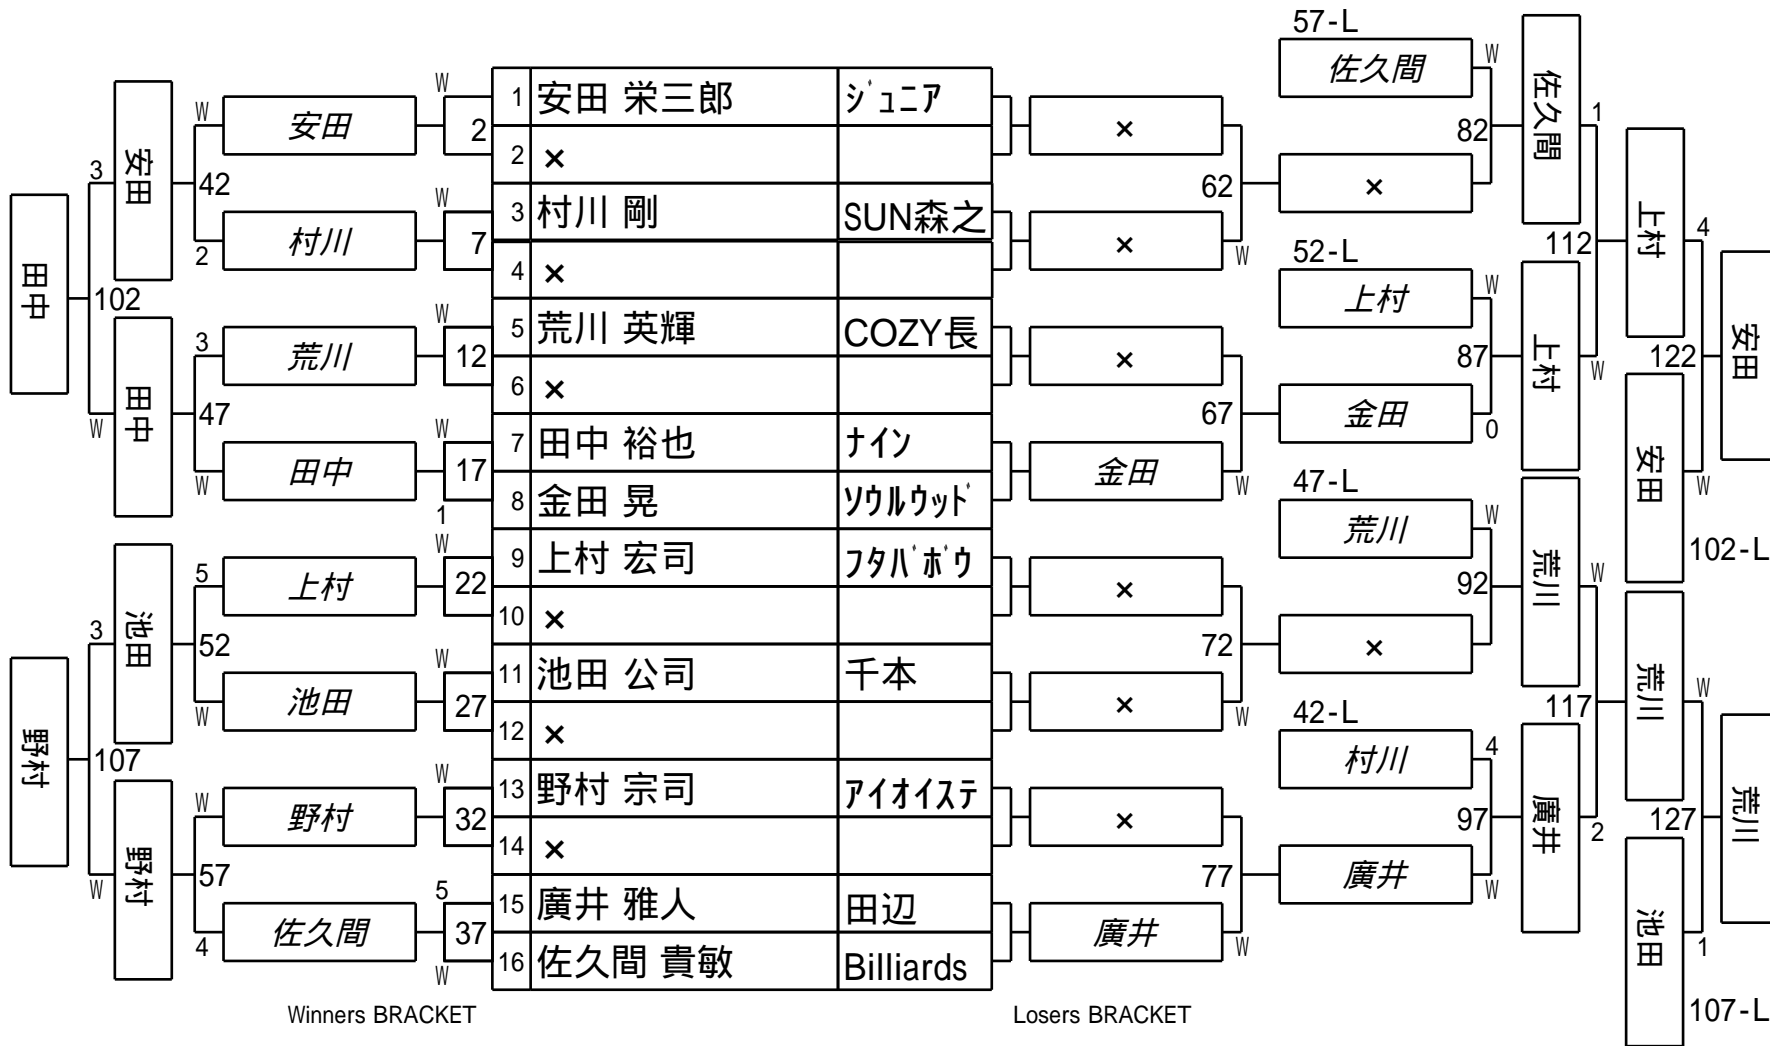 57-L
佐久間
W
W
1 安田 栄三郎 ジュニア
W
安田
2
×
82
1
佐久間
安田
2 ×
3
42
62
×
W
3 村川 剛 SUN森之
上村
4
村川
2
7
×
W
112
52-L
4 ×
上村
W
田中
102
W
5 荒川 英輝 COZY長
上村
安田
3
荒川
12
×
87
W
122
6 ×
田中
W
47
67
金田
0
W
7 田中 裕也 ナイン
安田
田中
W
17
金田
W
W
47-L
8 金田 晃 ソウルウッド
1
荒川
W
W
9 上村 宏司 フタバボウ
102-L
5
上村
22
×
92
荒川
W
10 ×
池田
3
52
72
×
W
11 池田 公司 千本
荒川
W
池田
W
27
×
W
117
42-L
12 ×
村川
4
野村
107
W
13 野村 宗司 アイオイステ
荒川
W
野村
32
×
97
廣井
2
127
14 ×
野村
W
57
77
廣井
W
5
15 廣井 雅人 田辺
池田
1
佐久間
4
37
廣井
W
16 佐久間 貴敏 Billiards
W
107-L
Winners BRACKET
Losers BRACKET